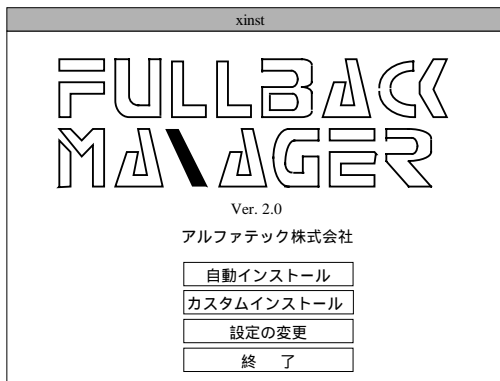 xinst
FULLBACK
MANAGER
Ver. 2.0
アルファテック株式会社
自動インストール
カスタムインストール
設定の変更
終　了